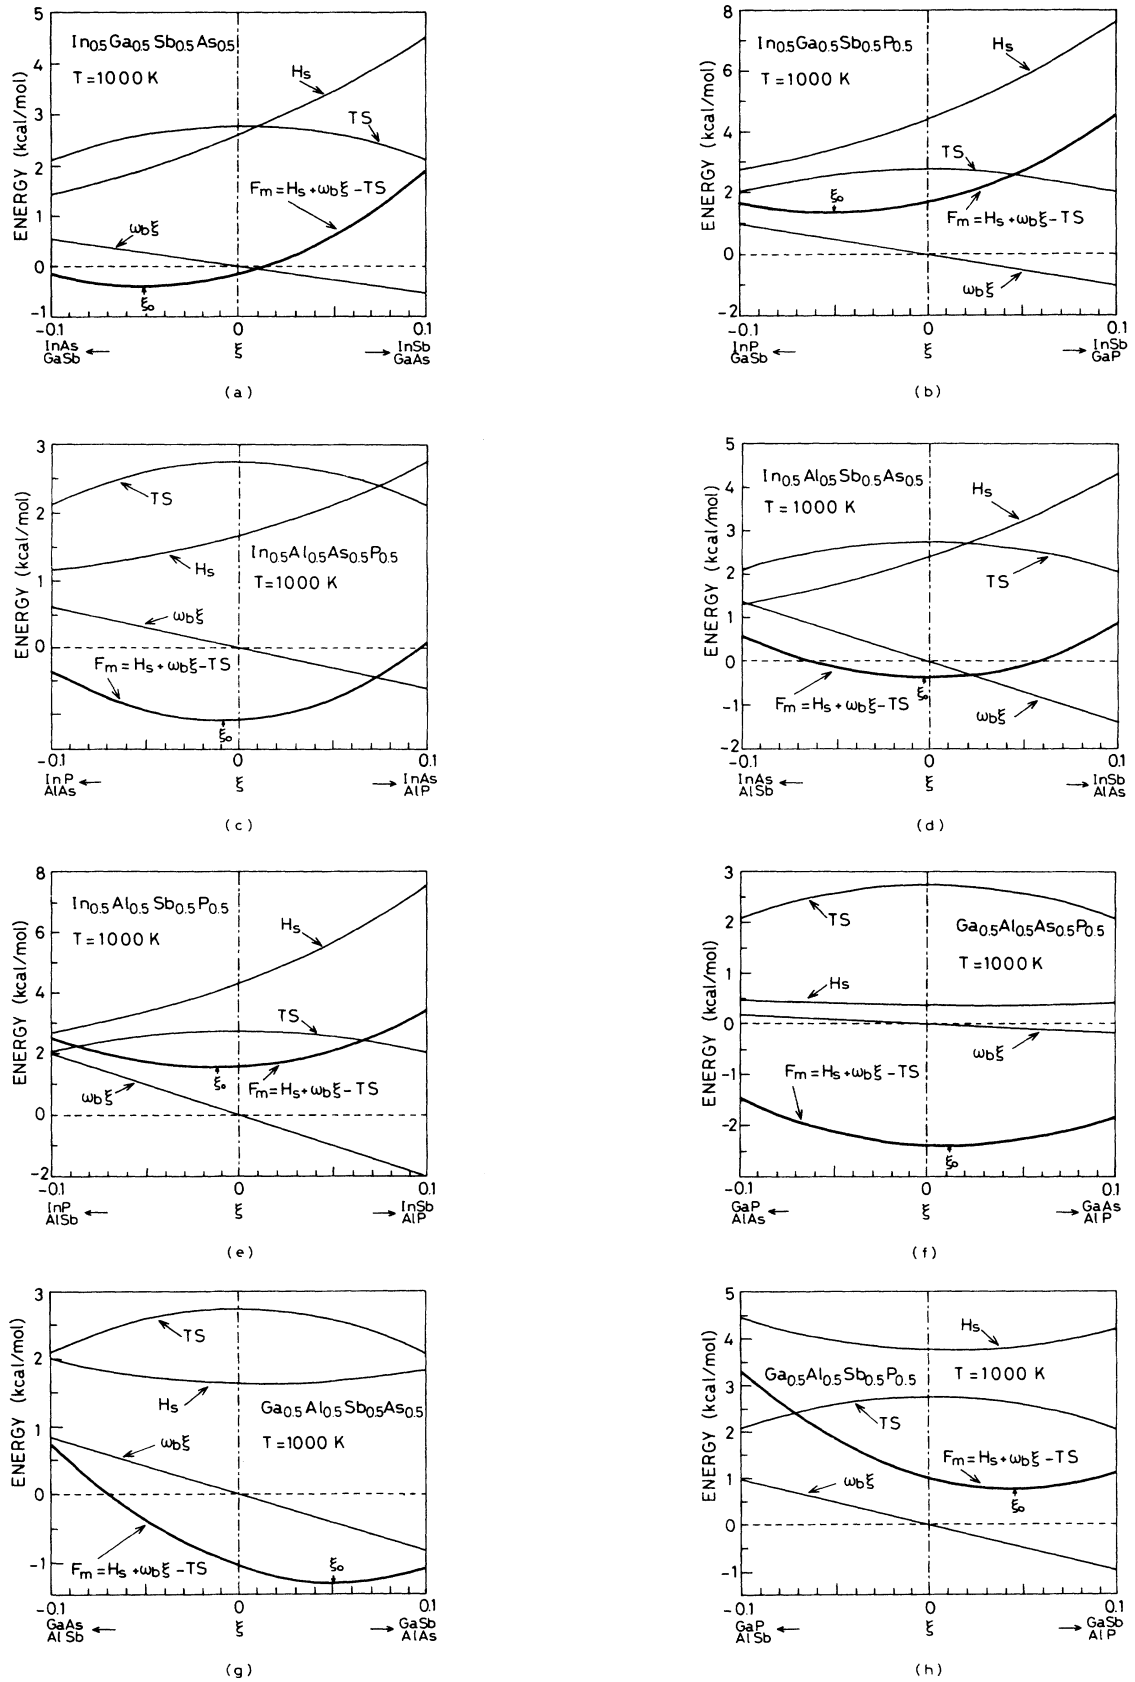 In0.5Ga0.5Sb0.5As0.5
T=1000 K
Hs
TS
Fm=Hs+ωbξ-TS
ωbξ
ξo
ENERGY (kcal/mol)
5
4
3
2
1
0
-1
-0.1 0 0.1
InAs ← ξ → InSb
GaSb GaAs
(a)
In0.5Ga0.5Sb0.5P0.5
T=1000 K
Hs
TS
ξo
Fm=Hs+ωbξ-TS
ωbξ
ENERGY (kcal/mol)
8
6
4
2
0
-2
-0.1 0 0.1
InP ← ξ → InSb
GaSb GaP
(b)
TS
Hs
In0.5Al0.5As0.5P0.5
T=1000 K
ωbξ
Fm=Hs+ωbξ-TS
ξo
ENERGY (kcal/mol)
3
2
1
0
-0.1 0 0.1
InP ← ξ → InAs
AlAs AlP
(c)
In0.5Al0.5Sb0.5As0.5
T=1000 K
Hs
TS
Fm=Hs+ωbξ-TS
ξo
ωbξ
ENERGY (kcal/mol)
5
4
3
2
1
0
-1
-2
-0.1 0 0.1
InAs ← ξ → InSb
AlSb AlAs
(d)
In0.5Al0.5Sb0.5P0.5
T=1000 K
Hs
TS
ωbξ
ξo
Fm=Hs+ωbξ-TS
ENERGY (kcal/mol)
8
6
4
2
0
-2
-0.1 0 0.1
InP ← ξ → InSb
AlSb AlP
(e)
TS
Ga0.5Al0.5As0.5P0.5
T=1000 K
Hs
ωbξ
Fm=Hs+ωbξ-TS
ξo
ENERGY (kcal/mol)
3
2
1
0
-1
-2
-0.1 0 0.1
GaP ← ξ → GaAs
AlAs AlP
(f)
TS
Hs
Ga0.5Al0.5Sb0.5As0.5
T=1000K
ωbξ
Fm=Hs+ωbξ-TS
ξo
ENERGY (kcal/mol)
3
2
1
0
-1
-0.1 0 0.1
GaAs ← ξ → GaSb
AlSb AlAs
(g)
Hs
Ga0.5Al0.5Sb0.5P0.5 T=1000 K
TS
Fm=Hs+ωbξ-TS
ωbξ
ξo
ENERGY (kcal/mol)
5
4
3
2
1
0
-1
-0.1 0 0.1
GaP ← ξ → GaSb
AlSb AlP
(h)